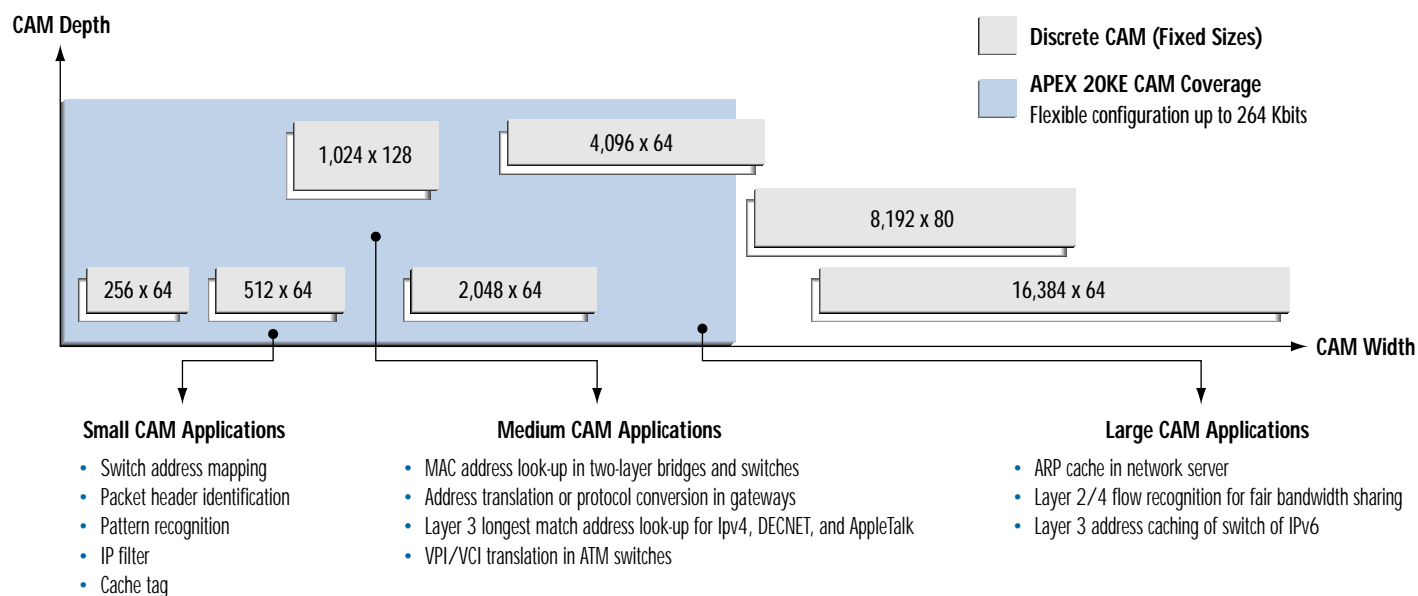 CAM Depth
Discrete CAM (Fixed Sizes)
APEX 20KE CAM Coverage
Flexible configuration up to 264 Kbits
1,024 x 128
4,096 x 64
8,192 x 80
256 x 64
512 x 64
2,048 x 64
16,384 x 64
CAM Width
Small CAM Applications
• Switch address mapping
• Packet header identification
• Pattern recognition
• IP filter
• Cache tag
Medium CAM Applications
• MAC address look-up in two-layer bridges and switches
• Address translation or protocol conversion in gateways
• Layer 3 longest match address look-up for Ipv4, DECNET, and AppleTalk
• VPI/VCI translation in ATM switches
Large CAM Applications
• ARP cache in network server
• Layer 2/4 flow recognition for fair bandwidth sharing
• Layer 3 address caching of switch of IPv6